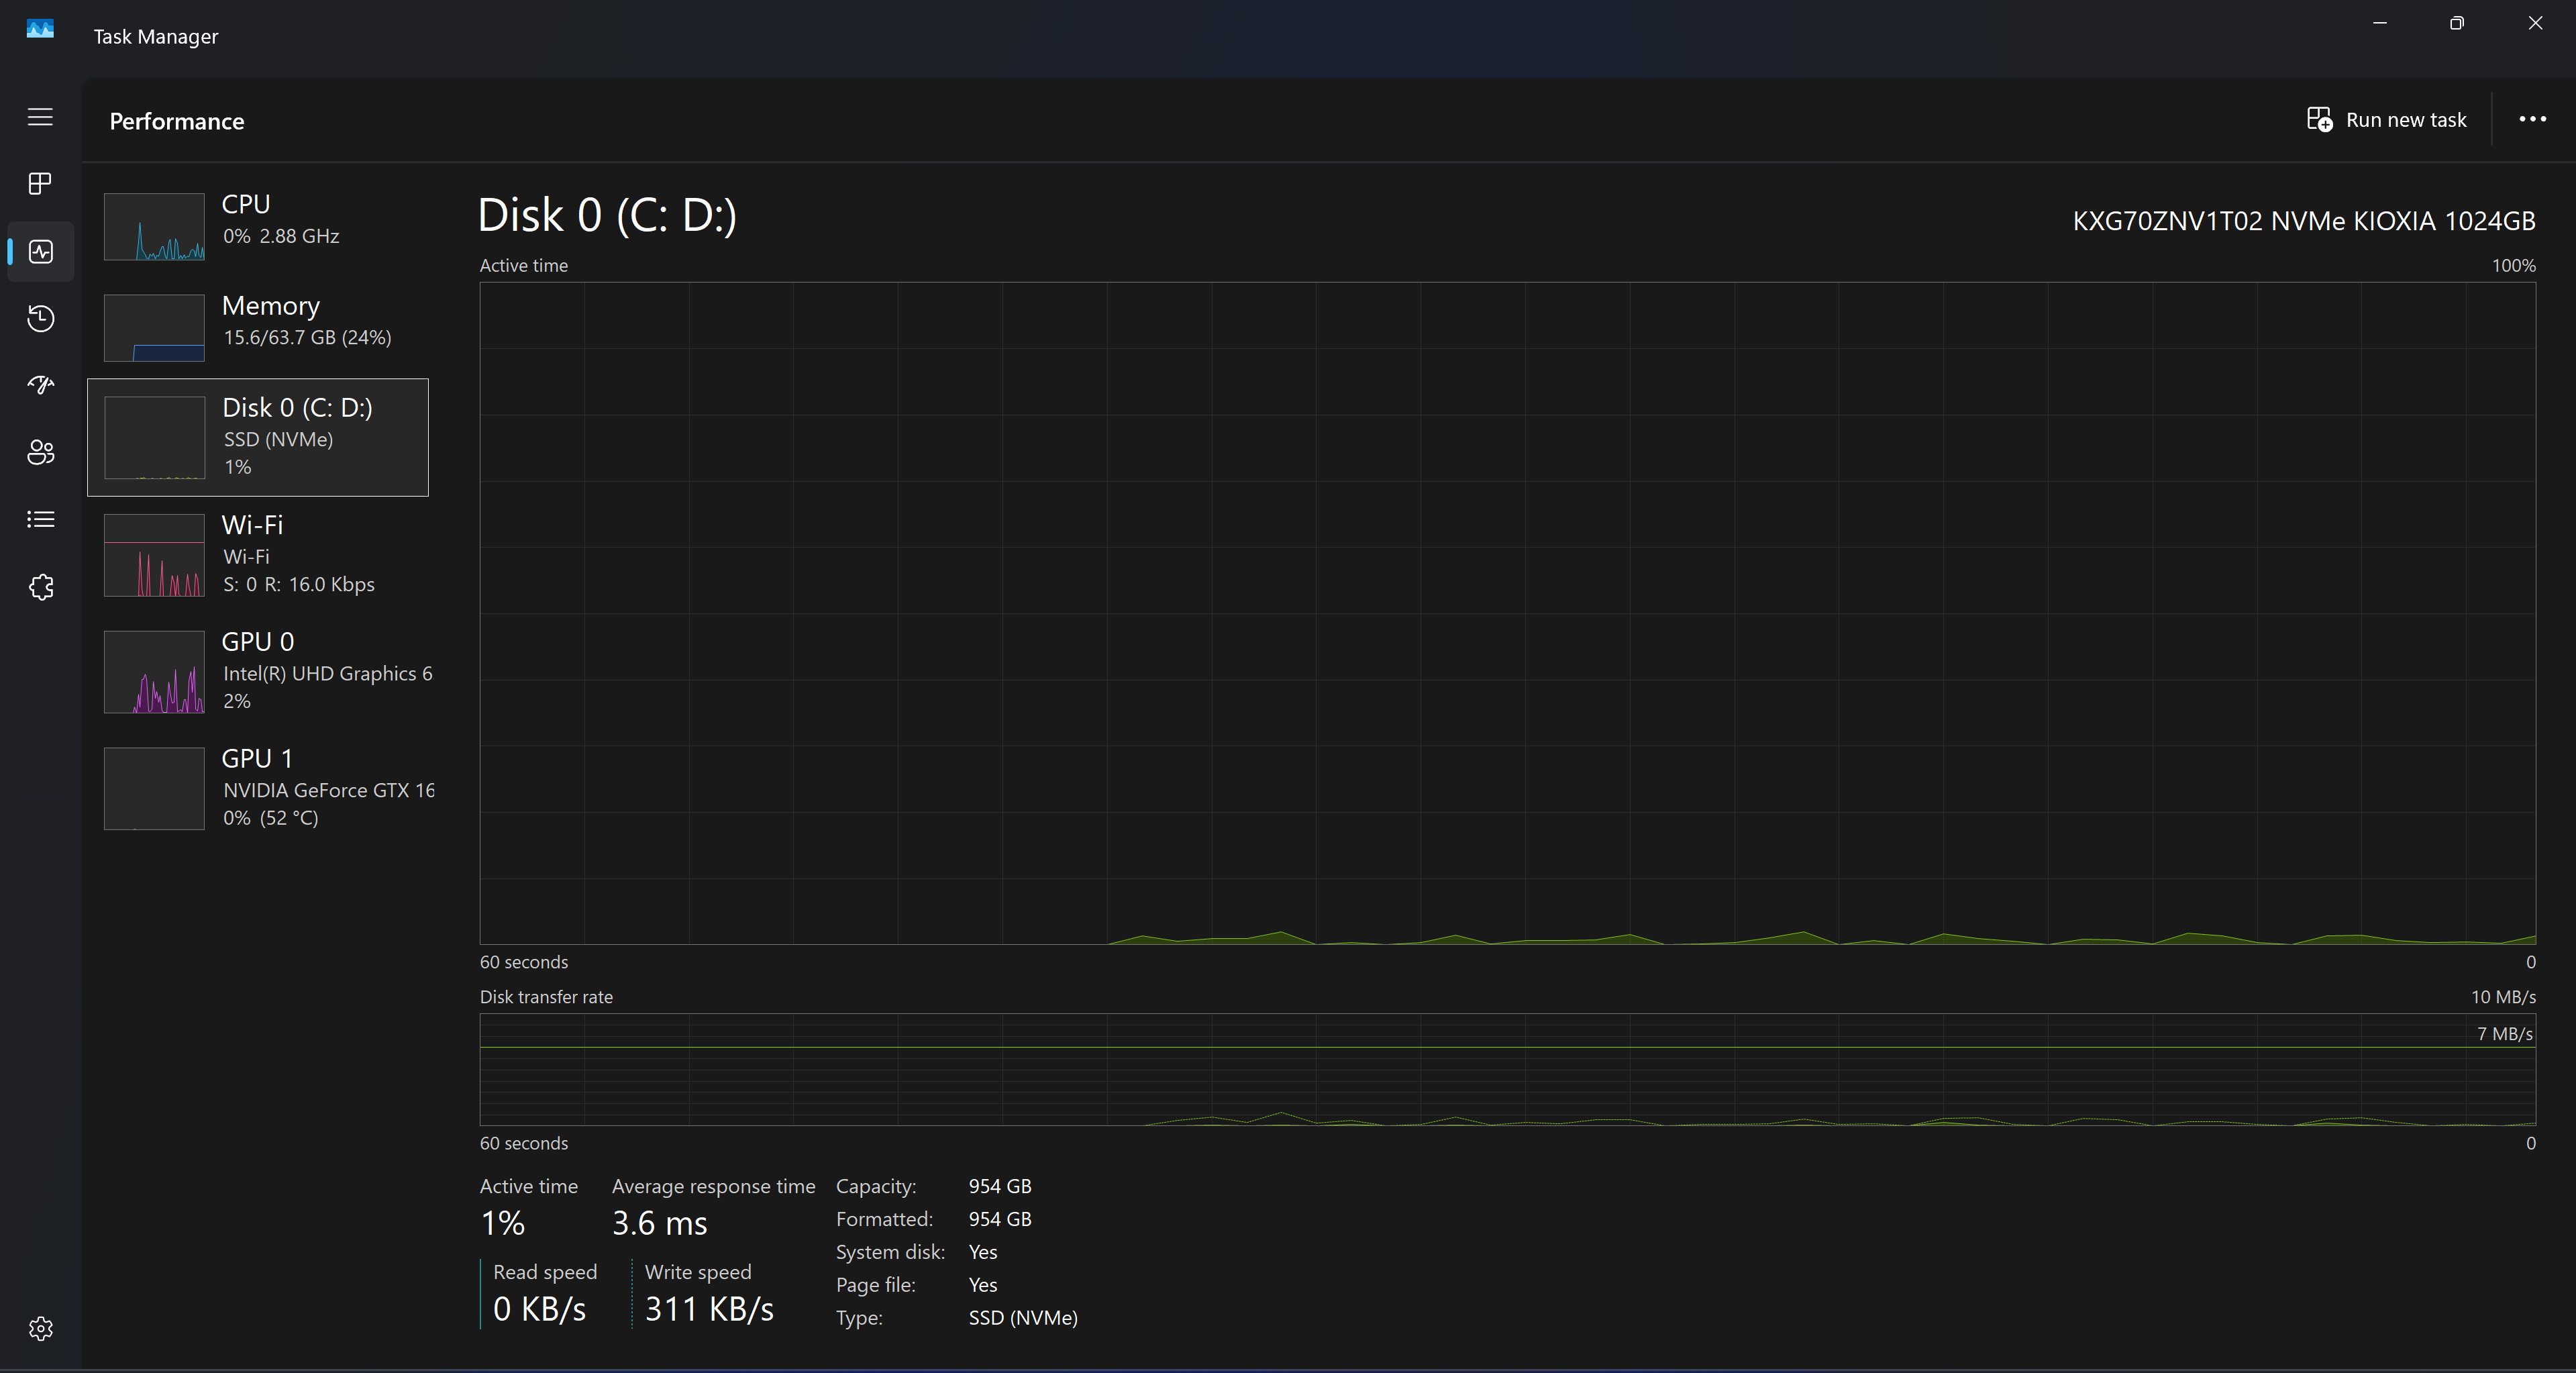 Task Manager
Performance
Run new task
CPU
0% 2.88 GHz
Memory
15.6/63.7 GB (24%)
Disk 0 (C: D:)
SSD (NVMe)
1%
Wi-Fi
Wi-Fi
S: 0 R: 16.0 Kbps
GPU 0
Intel(R) UHD Graphics 6
2%
GPU 1
NVIDIA GeForce GTX 16
0% (52 °C)
Disk 0 (C: D:)
KXG70ZNV1T02 NVMe KIOXIA 1024GB
Active time
100%
60 seconds
0
Disk transfer rate
10 MB/s
7 MB/s
60 seconds
0
Active time
1%
Average response time
3.6 ms
Read speed
0 KB/s
Write speed
311 KB/s
Capacity: 954 GB
Formatted: 954 GB
System disk: Yes
Page file: Yes
Type: SSD (NVMe)